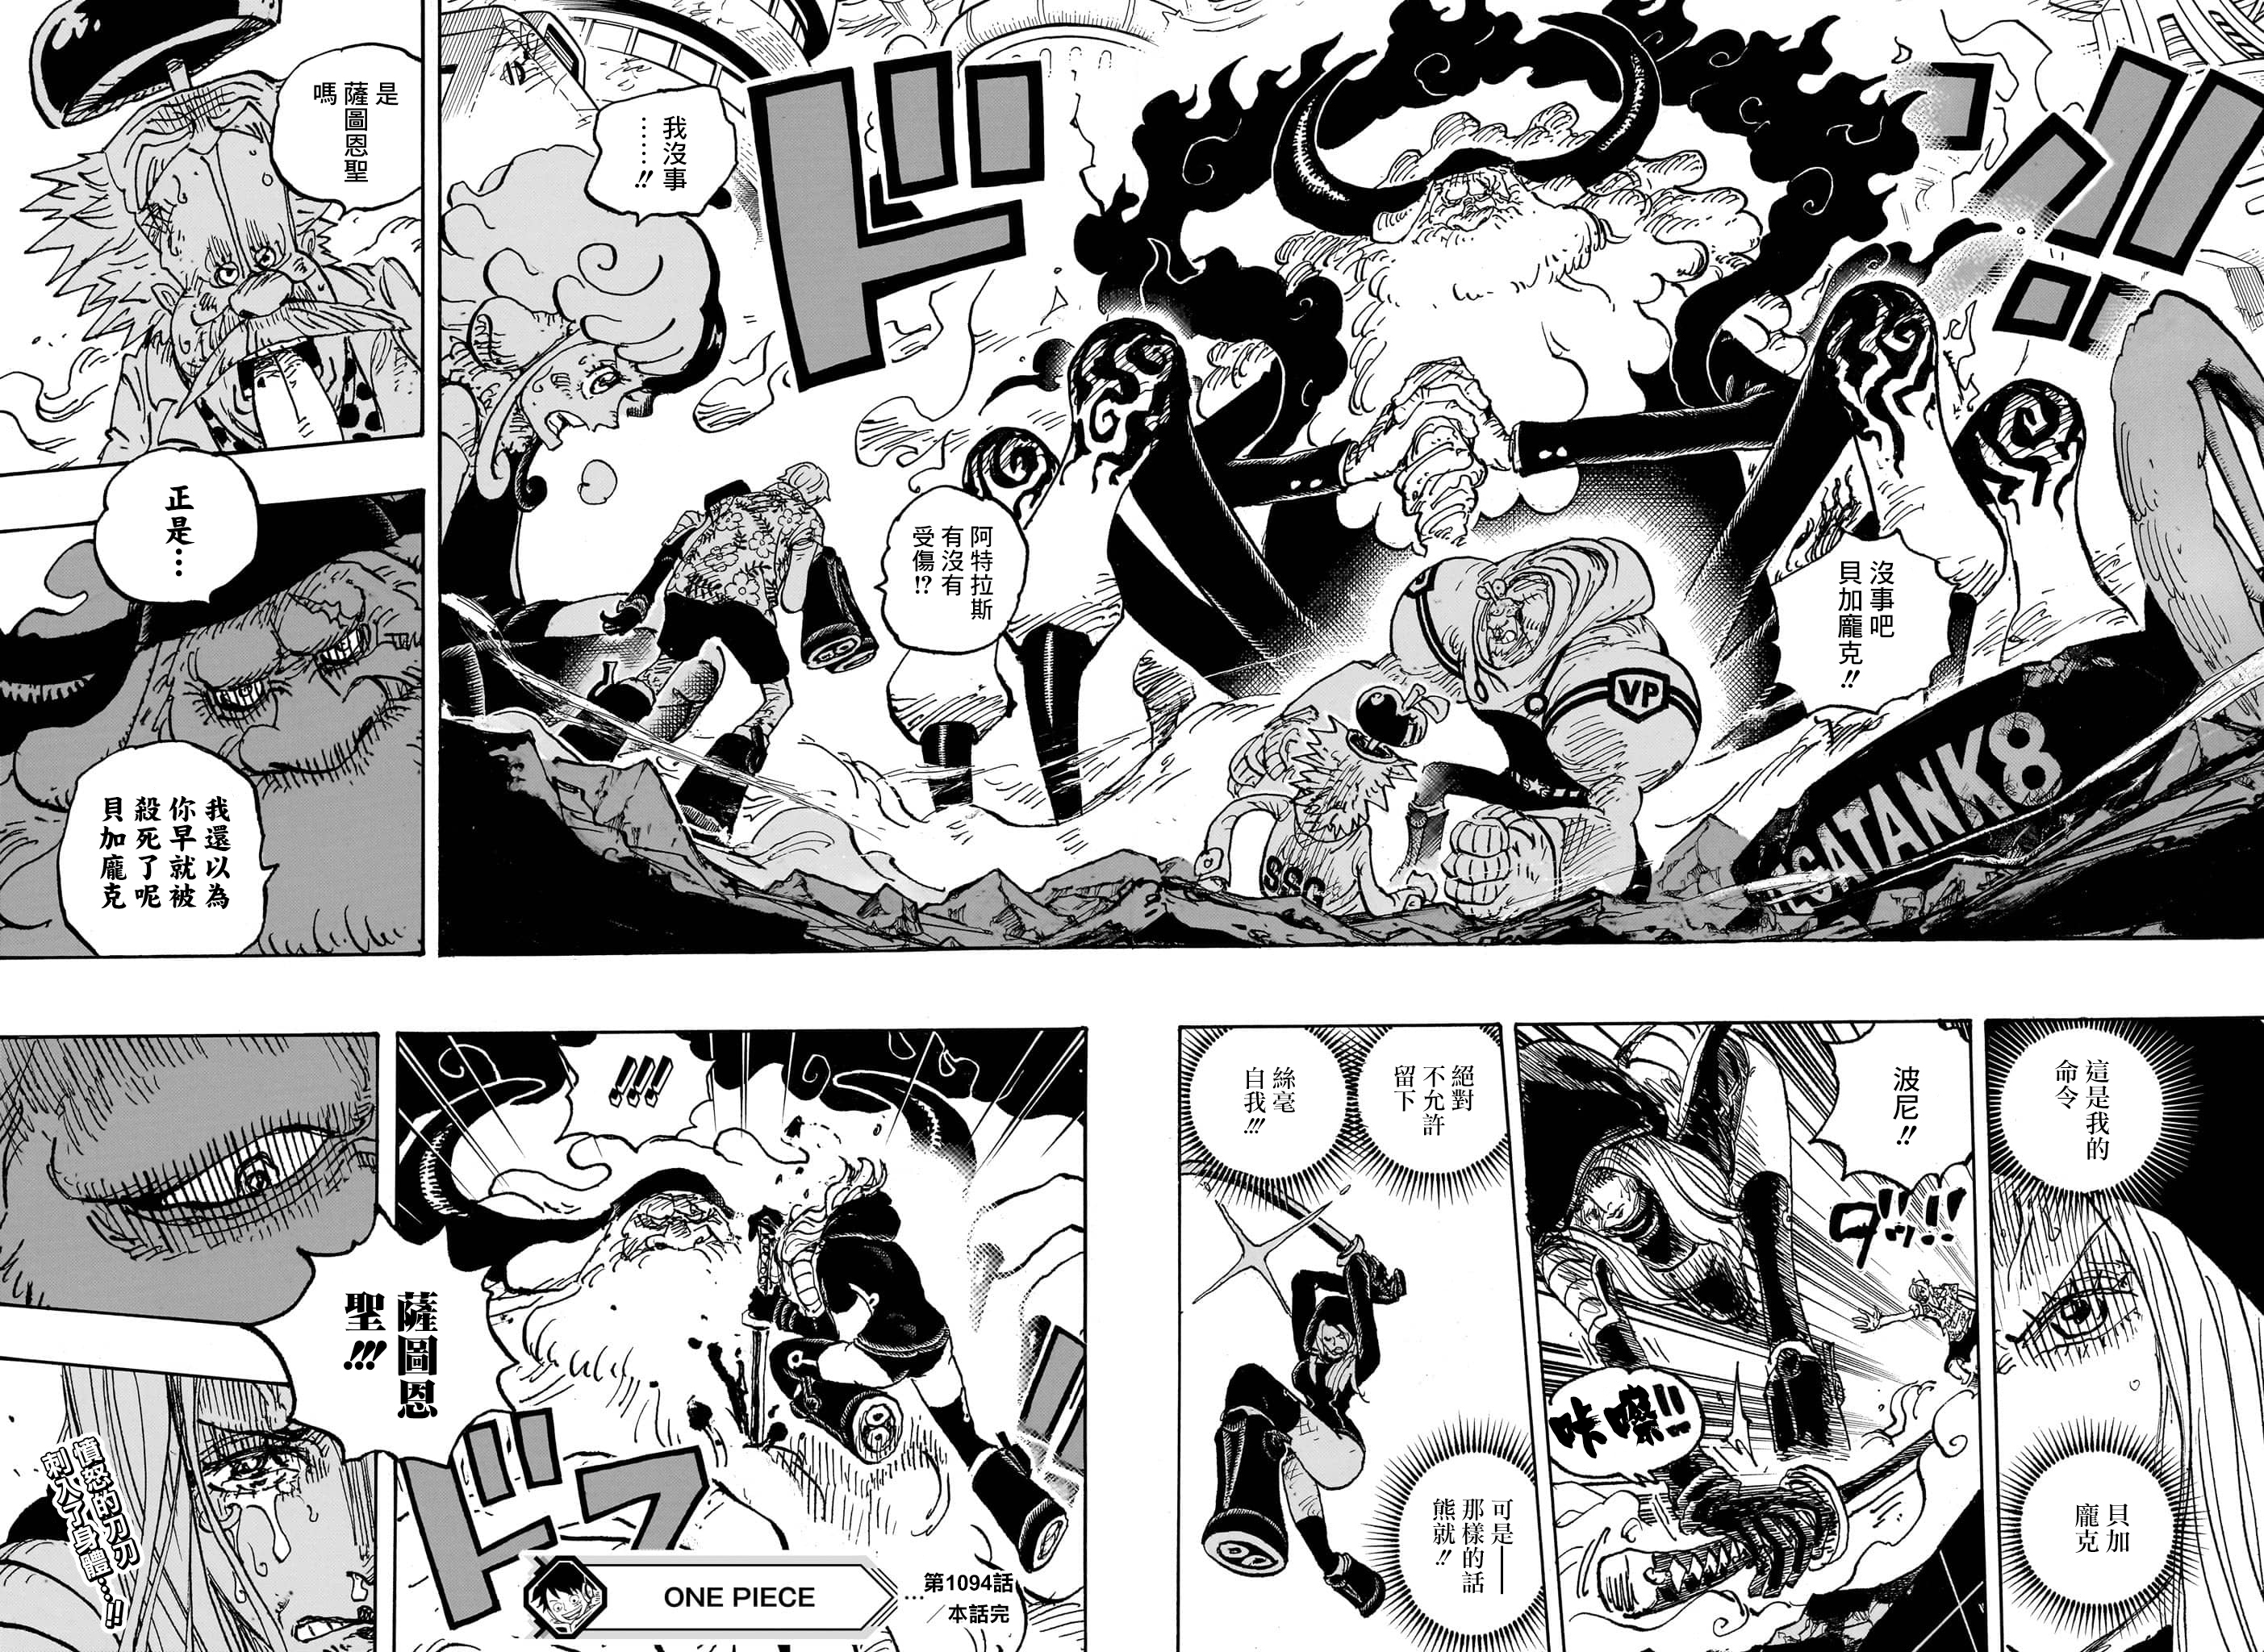 ドッ
!!
沒事吧
貝加龐克!!
VP
SSG
#SATANK8
阿特拉斯
有沒有
受傷!?
我沒事
……!!
是
薩圖恩聖
嗎
正是…
我還以為
你早就被
殺死了呢
貝加龐克
這是我的
命令
貝加
龐克
波尼!!
ダッ!!
咔嚓!!
絕對
不允許
留下
絲毫
自我!!!
可是──
那樣的話
熊就!!
!!!
ドフ
薩圖恩
聖!!!
憤怒的刀刃
刺入了身體…!!
ONE PIECE
…第1094話
／本話完